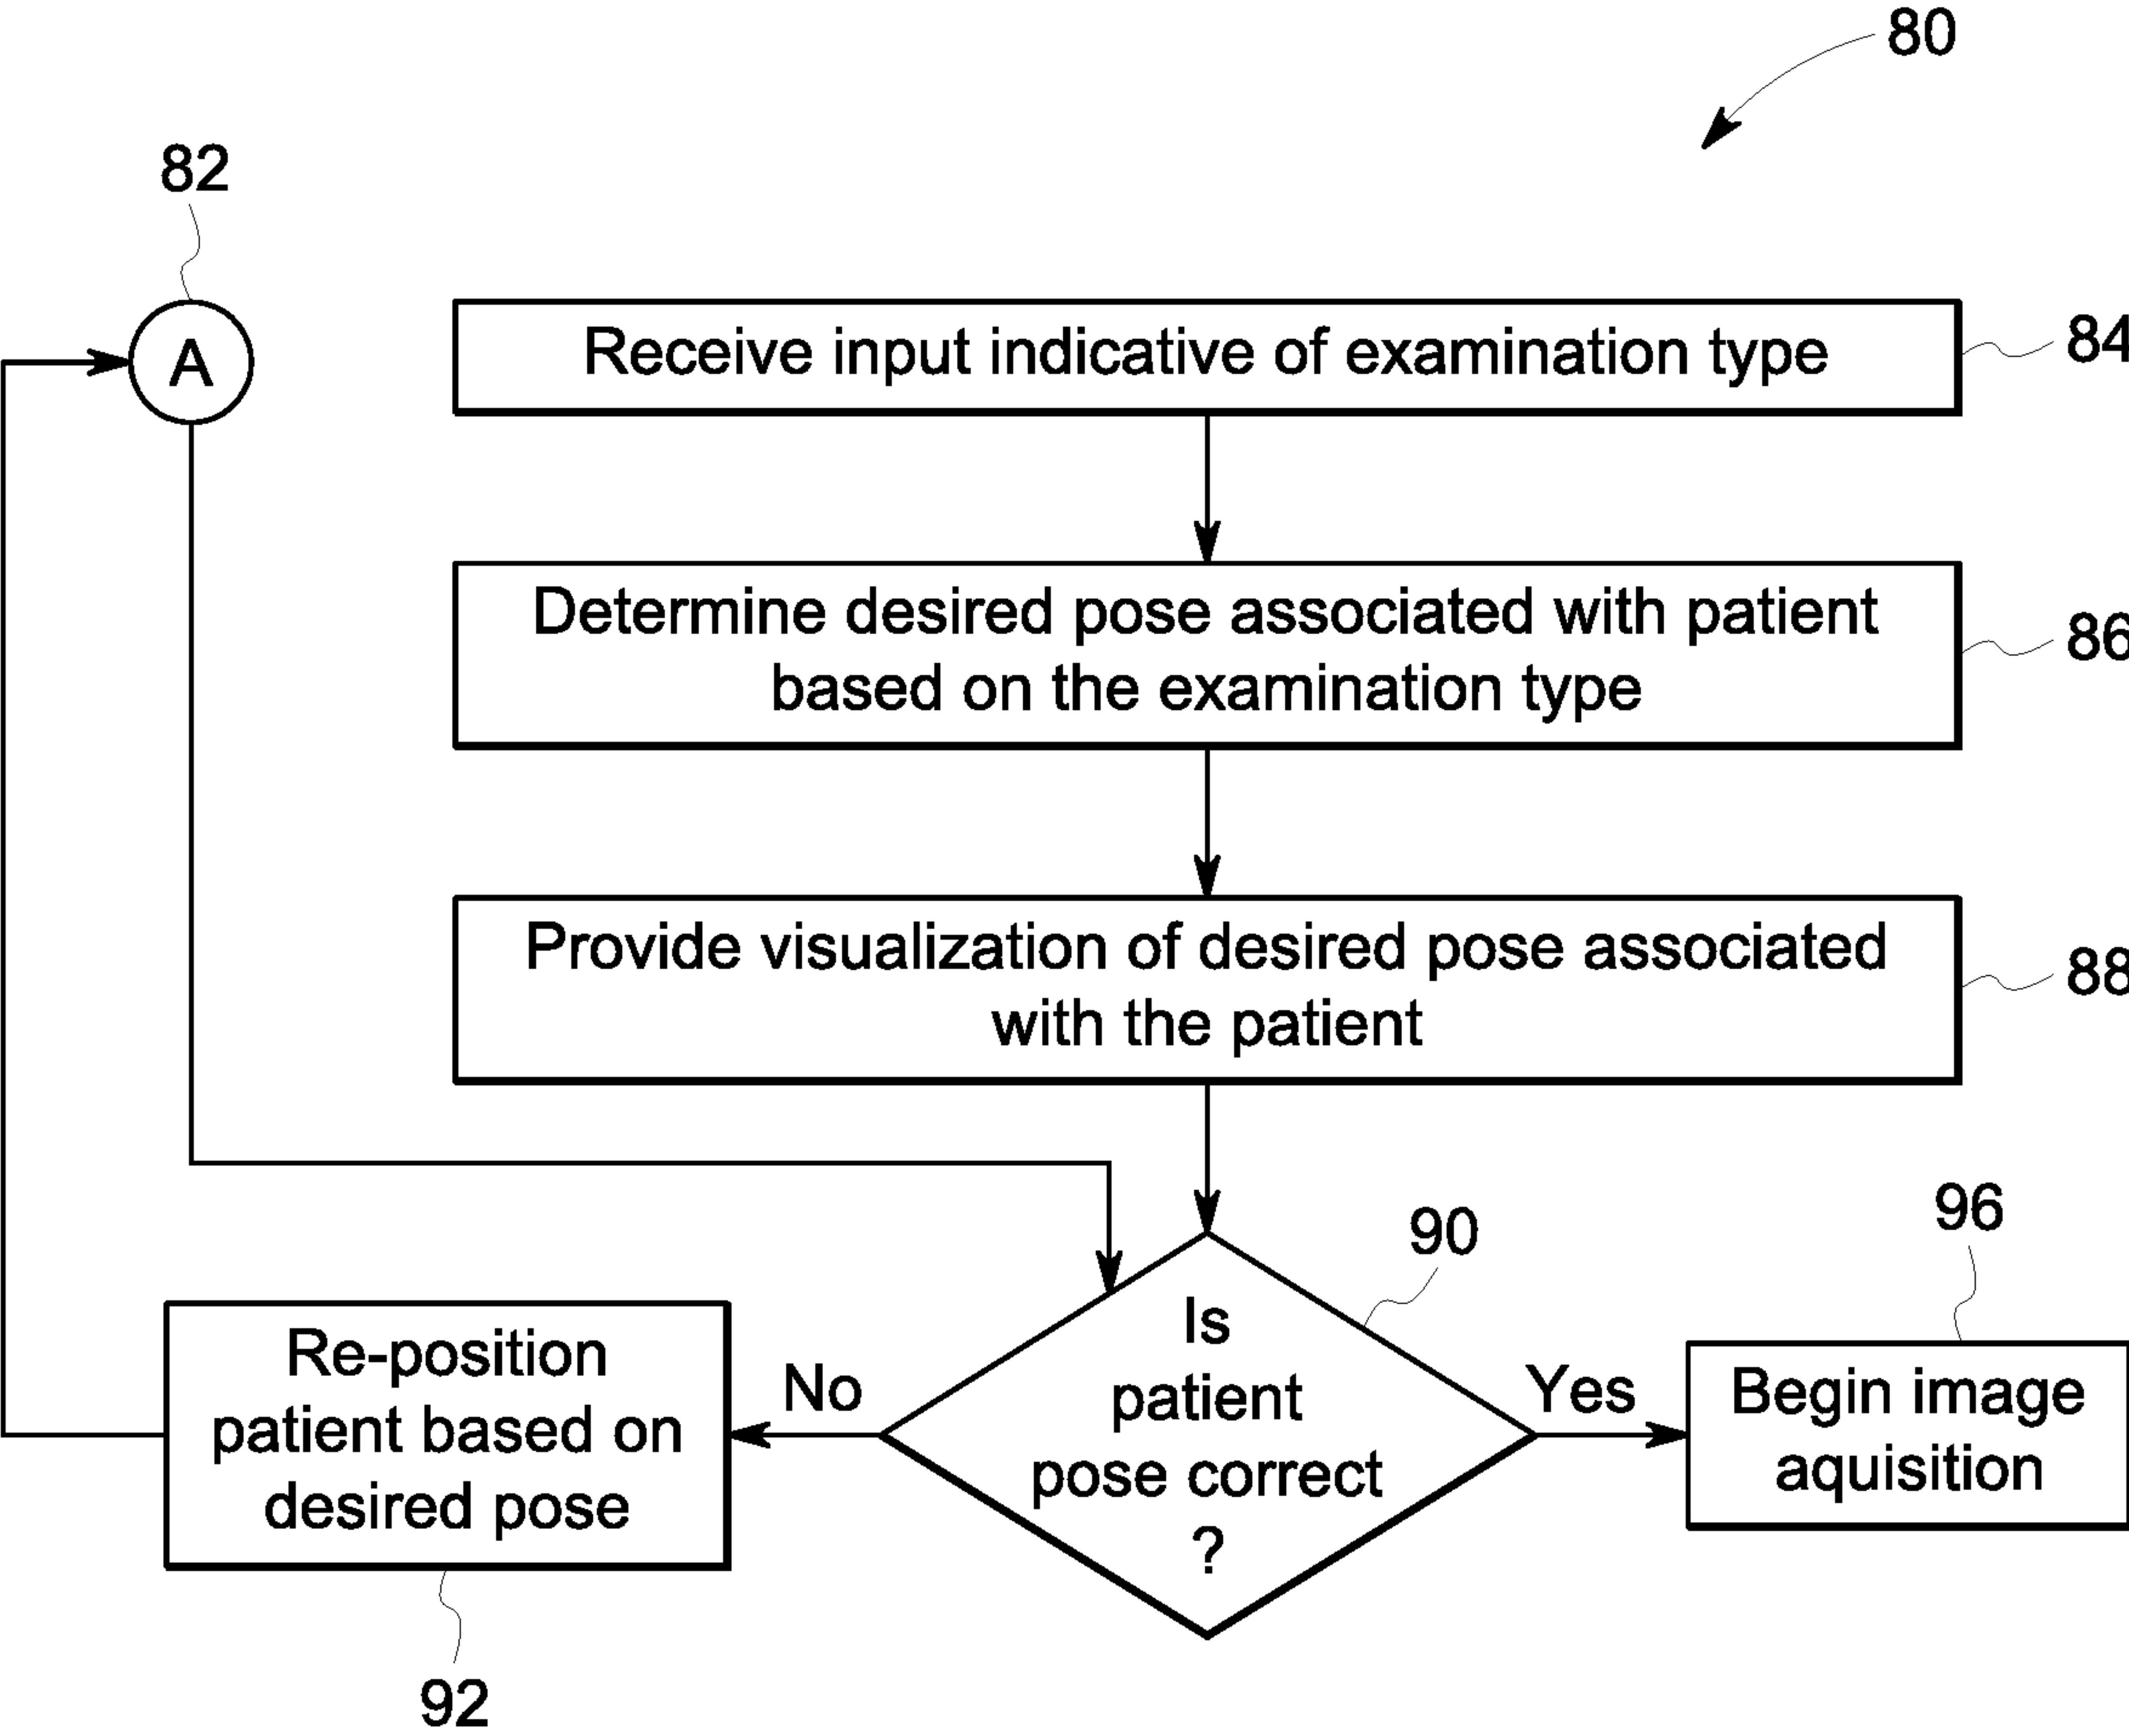 80
82
A
Receive input indicative of examination type
84
Determine desired pose associated with patient
based on the examination type
86
Provide visualization of desired pose associated
with the patient
88
90
Is
patient
pose correct
?
No
Yes
Re-position
patient based on
desired pose
92
96
Begin image
aquisition